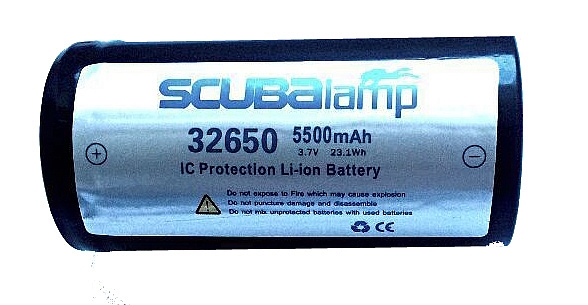 SCUBalamp
32650 5500mAh
3.7V 23.1Wh
IC Protection Li-ion Battery
Do not expose to Fire which may cause explosion
Do not puncture damage and disassemble
Do not mix unprotected batteries with used batteries
CE